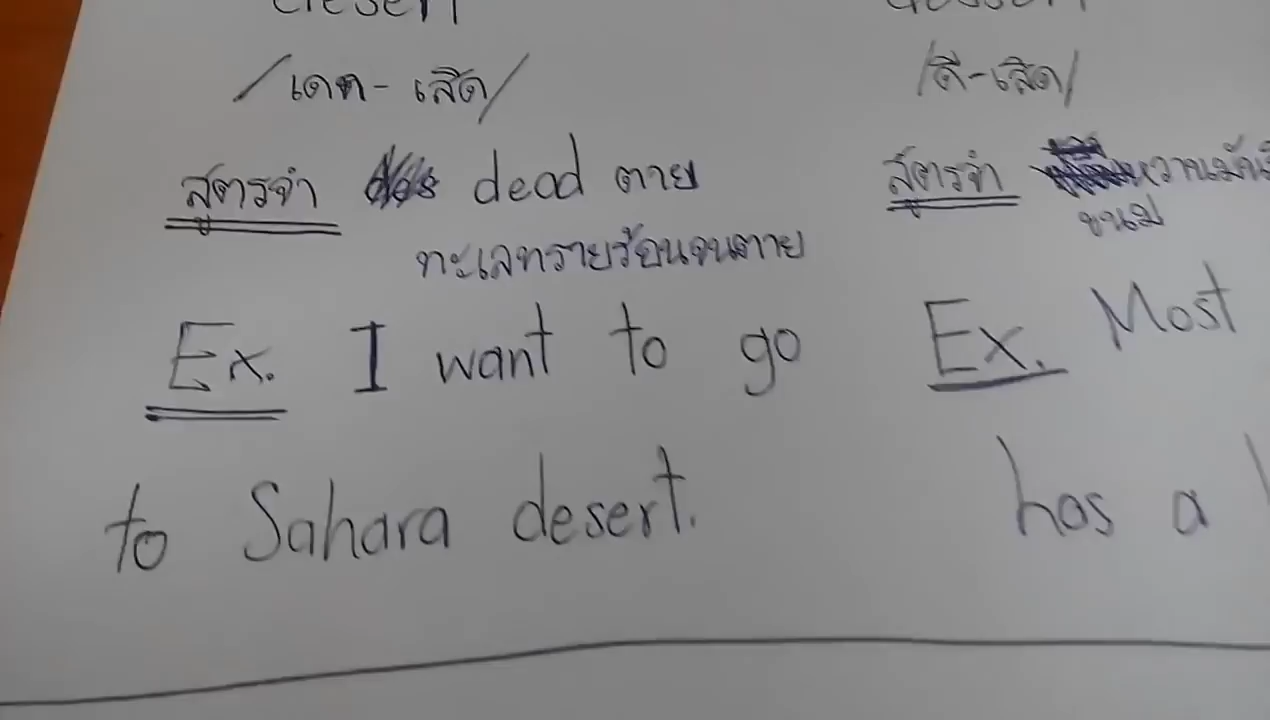 desert
/เดท-เสิด/
สูตรจำ dead ตาย
ทะเลทรายร้อนจนตาย
Ex. I want to go
to Sahara desert.
dessert
/ดี-เสิด/
สูตรจำ หวานมัน
ขนม
Ex. Most
has a